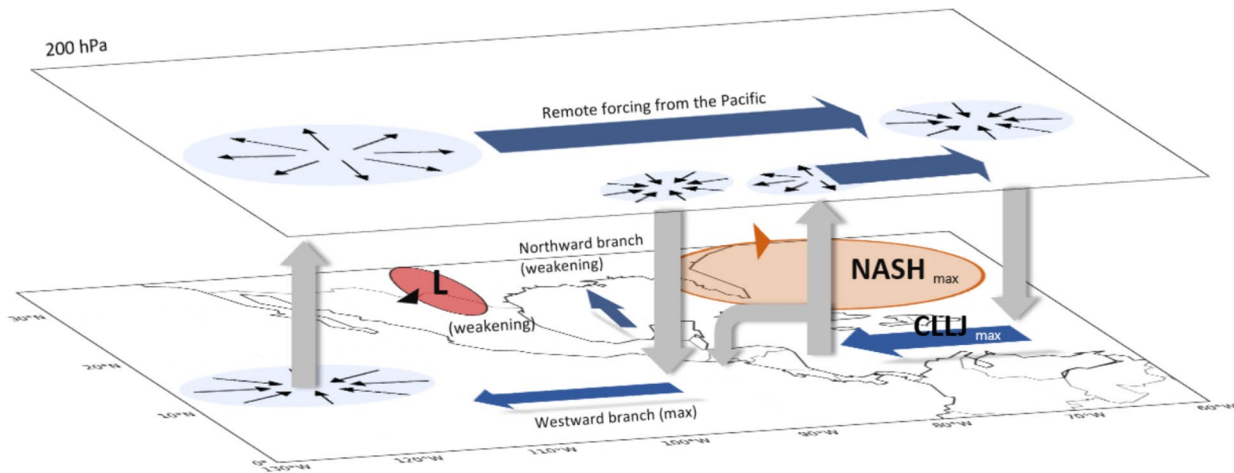 200 hPa
Remote forcing from the Pacific
Northward branch
(weakening)
L
(weakening)
NASH max
CLLJ max
Westward branch (max)
30°N
20°N
10°N
0°
130°W
120°W
110°W
100°W
90°W
80°W
70°W
60°W